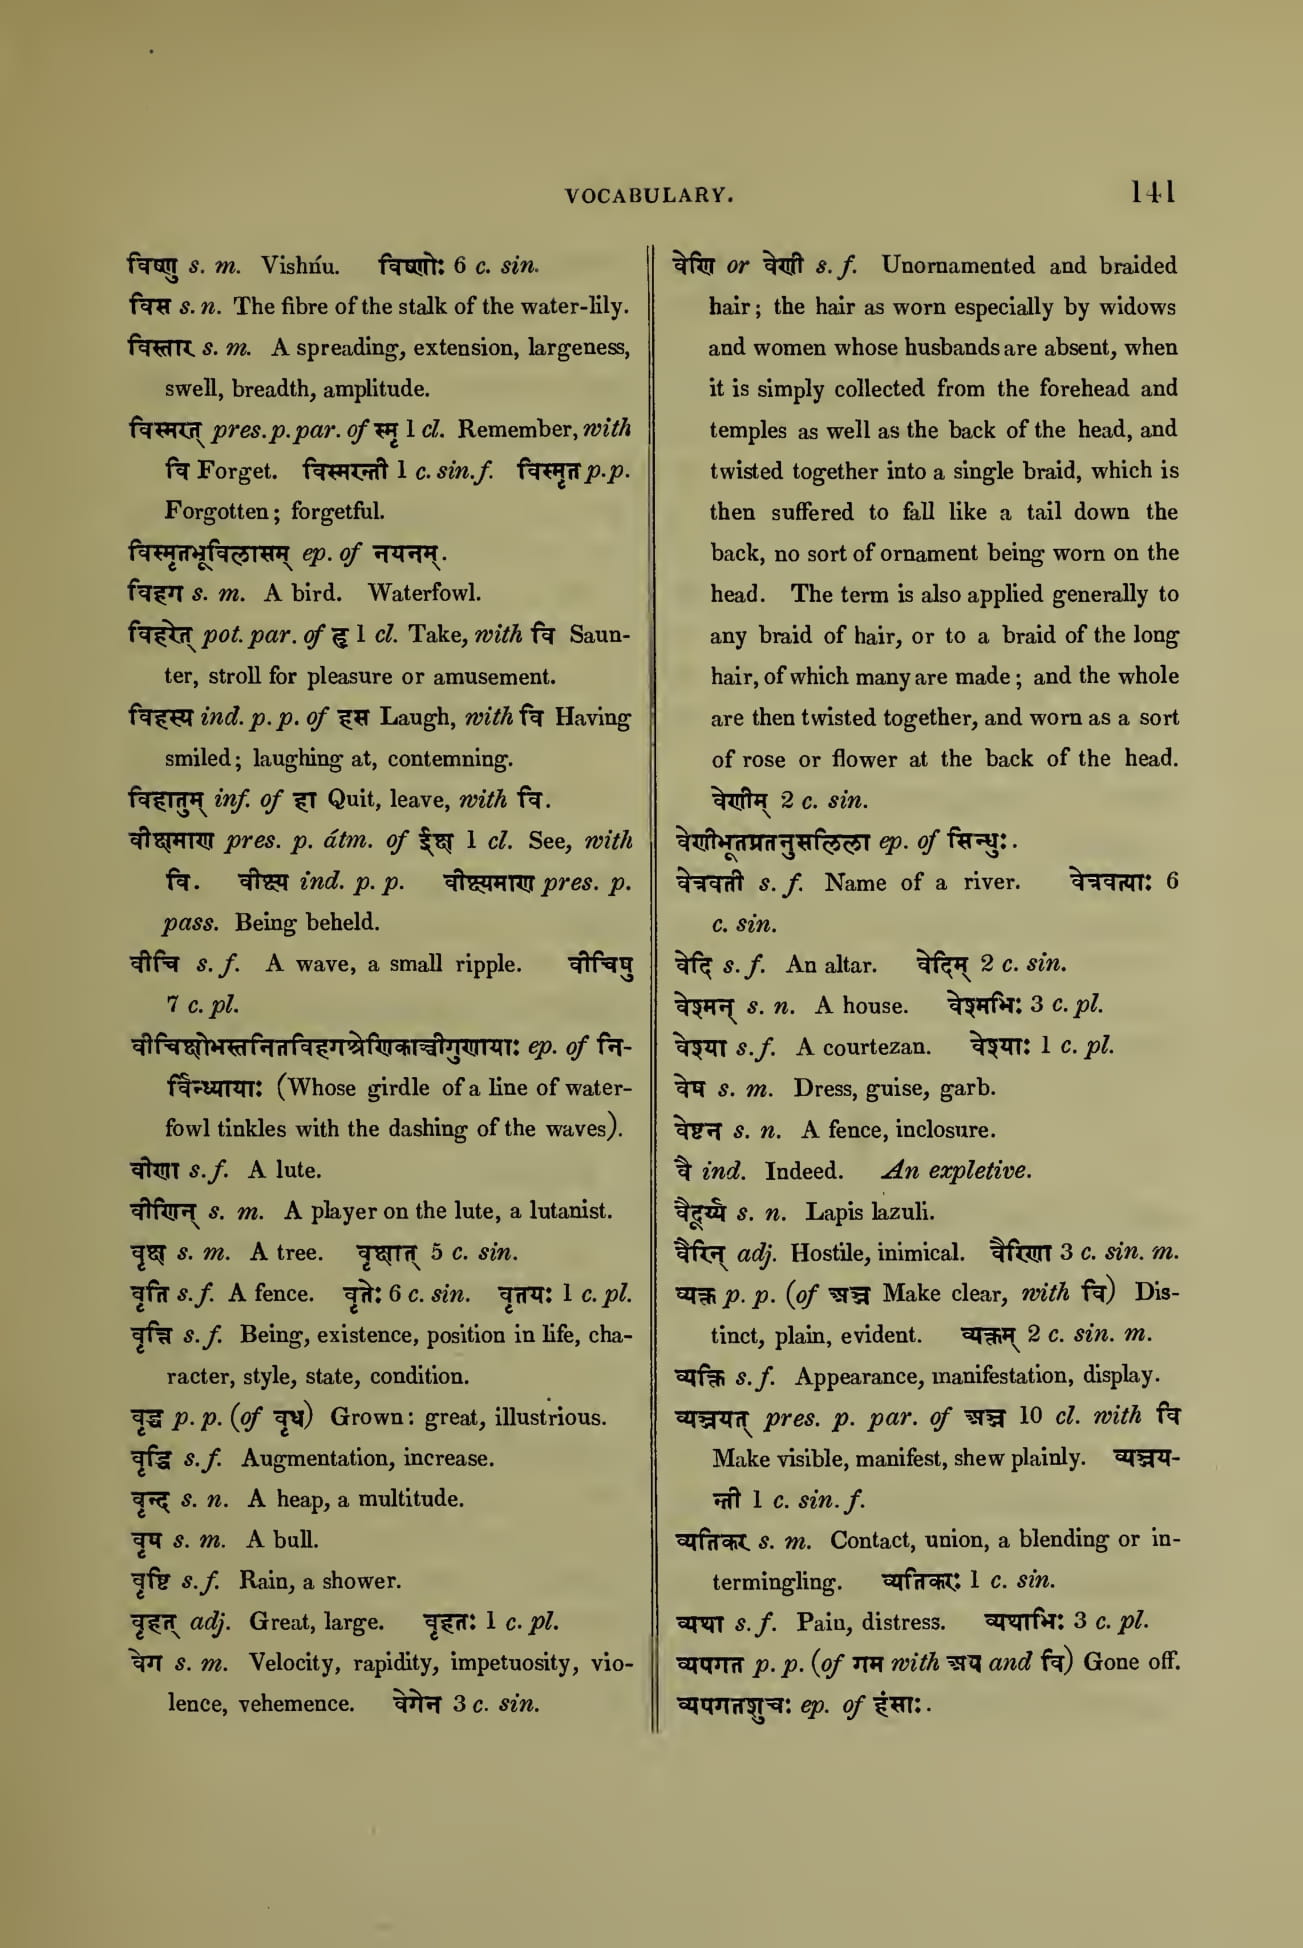 VOCABULARY. 141
विष्णु s. m. Vishńu. विष्णोः 6 c. sin.
विस s. n. The fibre of the stalk of the water-lily.
विस्तार s. m. A spreading, extension, largeness,
swell, breadth, amplitude.
विस्मरत् pres. p. par. of स्मृ 1 cl. Remember, with
वि Forget. विस्मरन्ती 1 c. sin. f. विस्मृत p. p.
Forgotten; forgetful.
विस्मृतभ्रूविलासम् ep. of नयनम्.
विहग s. m. A bird. Waterfowl.
विहरेत् pot. par. of हृ 1 cl. Take, with वि Saun-
ter, stroll for pleasure or amusement.
विहस्य ind. p. p. of हस Laugh, with वि Having
smiled; laughing at, contemning.
विहातुम् inf. of हा Quit, leave, with वि.
वीक्षमाण pres. p. átm. of ईक्ष 1 cl. See, with
वि. वीक्ष्य ind. p. p. वीक्ष्यमाण pres. p.
pass. Being beheld.
वीचि s. f. A wave, a small ripple. वीचिषु
7 c. pl.
वीचिक्षोभस्तनितविहगश्रेणिकाञ्चीगुणायाः ep. of नि-
र्विन्ध्यायाः (Whose girdle of a line of water-
fowl tinkles with the dashing of the waves).
वीणा s. f. A lute.
वीणिन् s. m. A player on the lute, a lutanist.
वृक्ष s. m. A tree. वृक्षात् 5 c. sin.
वृति s. f. A fence. वृतेः 6 c. sin. वृतयः 1 c. pl.
वृत्ति s. f. Being, existence, position in life, cha-
racter, style, state, condition.
वृद्ध p. p. (of वृध) Grown: great, illustrious.
वृद्धि s. f. Augmentation, increase.
वृन्द् s. n. A heap, a multitude.
वृष s. m. A bull.
वृष्टि s. f. Rain, a shower.
वृहत् adj. Great, large. वृहतः 1 c. pl.
वेग s. m. Velocity, rapidity, impetuosity, vio-
lence, vehemence. वेगेन 3 c. sin.
वेणि or वेणी s. f. Unornamented and braided
hair; the hair as worn especially by widows
and women whose husbands are absent, when
it is simply collected from the forehead and
temples as well as the back of the head, and
twisted together into a single braid, which is
then suffered to fall like a tail down the
back, no sort of ornament being worn on the
head. The term is also applied generally to
any braid of hair, or to a braid of the long
hair, of which many are made; and the whole
are then twisted together, and worn as a sort
of rose or flower at the back of the head.
वेणीम् 2 c. sin.
वेणीभूतप्रतनुसलिला ep. of सिन्धुः.
वेत्रवती s. f. Name of a river. वेत्रवत्याः 6
c. sin.
वेदि s. f. An altar. वेदिम् 2 c. sin.
वेश्मन् s. n. A house. वेश्मभिः 3 c. pl.
वेश्या s. f. A courtezan. वेश्याः 1 c. pl.
वेष s. m. Dress, guise, garb.
वेष्टन s. n. A fence, inclosure.
वै ind. Indeed. An expletive.
वैदूर्य्य s. n. Lapis lazuli.
वैरिन् adj. Hostile, inimical. वैरिणा 3 c. sin. m.
व्यक्त p. p. (of अञ्ज Make clear, with वि) Dis-
tinct, plain, evident. व्यक्तम् 2 c. sin. m.
व्यक्ति s. f. Appearance, manifestation, display.
व्यञ्जयत् pres. p. par. of अञ्ज 10 cl. with वि
Make visible, manifest, shew plainly. व्यञ्जय-
न्ती 1 c. sin. f.
व्यतिकर s. m. Contact, union, a blending or in-
termingling. व्यतिकरः 1 c. sin.
व्यथा s. f. Pain, distress. व्यथाभिः 3 c. pl.
व्यपगत p. p. (of गम with अप and वि) Gone off.
व्यपगतशुचः ep. of हंसाः.